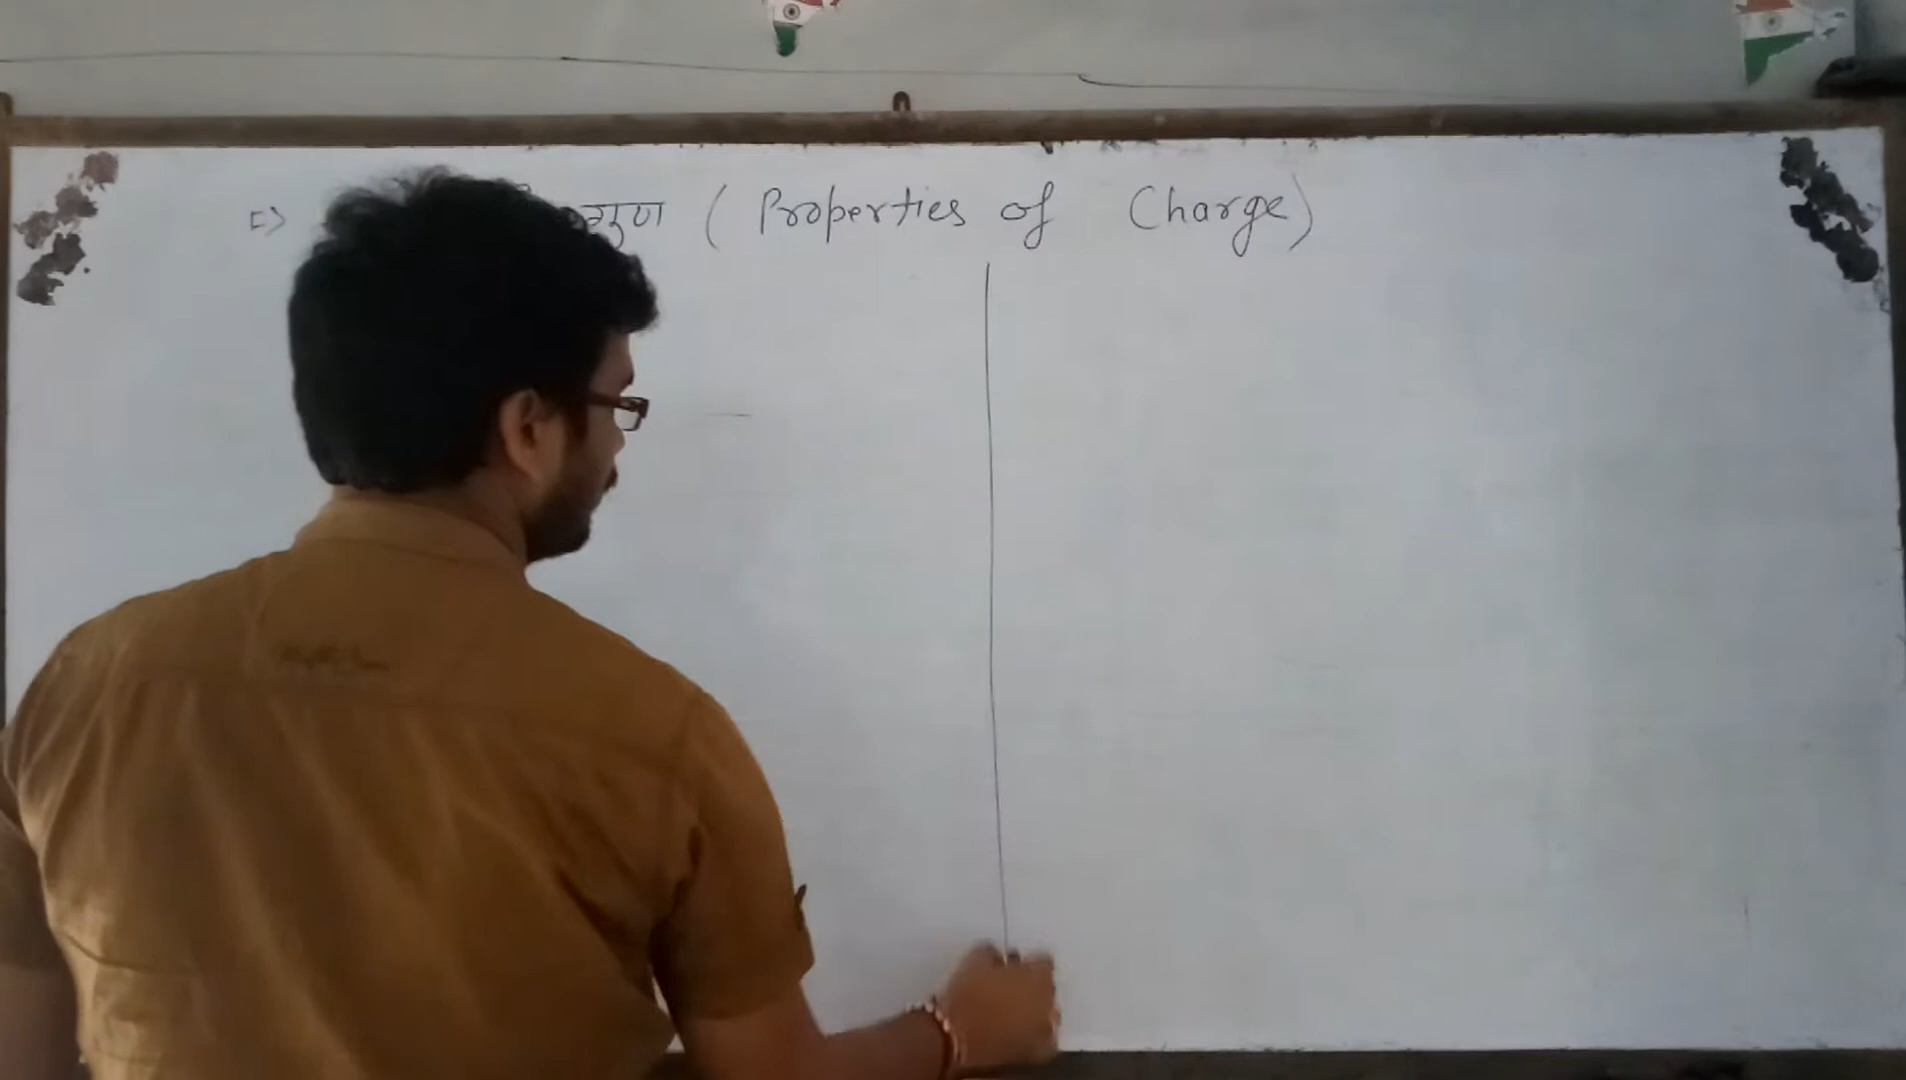 गुण ( Properties of Charge)